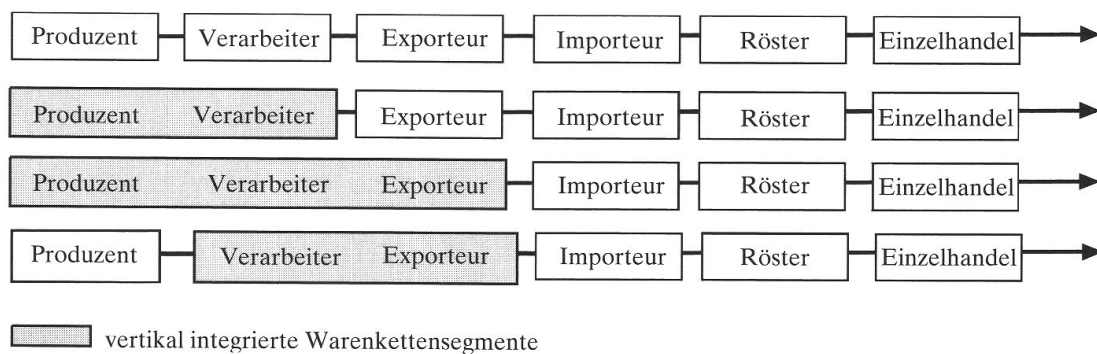 Produzent Verarbeiter Exporteur Importeur Röster Einzelhandel
Produzent Verarbeiter Exporteur Importeur Röster Einzelhandel
Produzent Verarbeiter Exporteur Importeur Röster Einzelhandel
Produzent Verarbeiter Exporteur Importeur Röster Einzelhandel
vertikal integrierte Warenkettensegmente